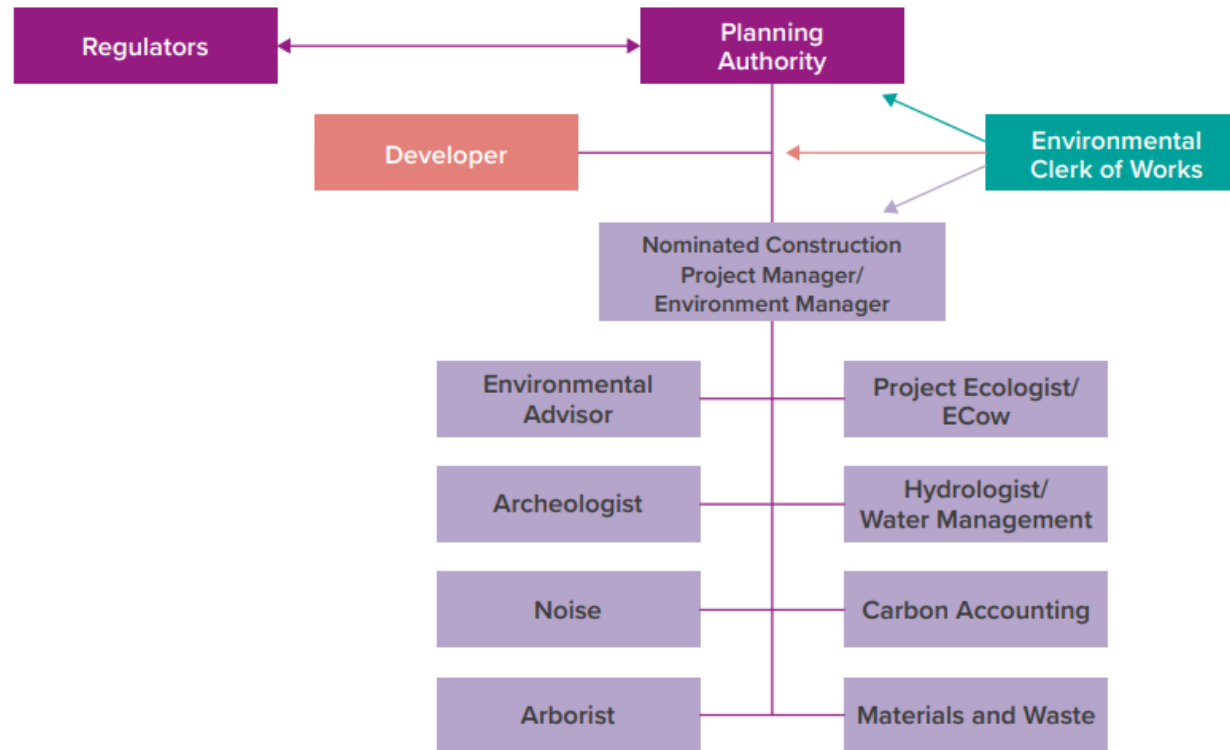 Regulators
Planning
Authority
Developer
Environmental
Clerk of Works
Nominated Construction
Project Manager/
Environment Manager
Environmental
Advisor
Project Ecologist/
ECow
Archeologist
Hydrologist/
Water Management
Noise
Carbon Accounting
Arborist
Materials and Waste